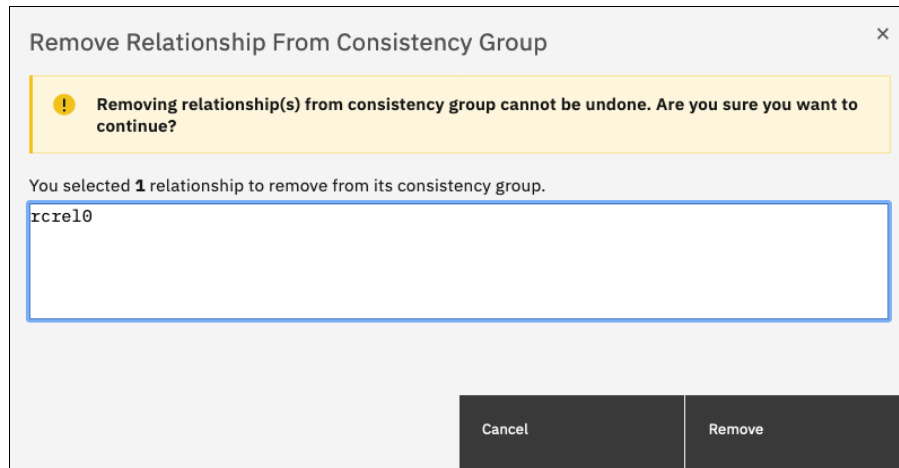 Remove Relationship From Consistency Group
Removing relationship(s) from consistency group cannot be undone. Are you sure you want to
continue?
You selected 1 relationship to remove from its consistency group.
rcrel0
Cancel
Remove